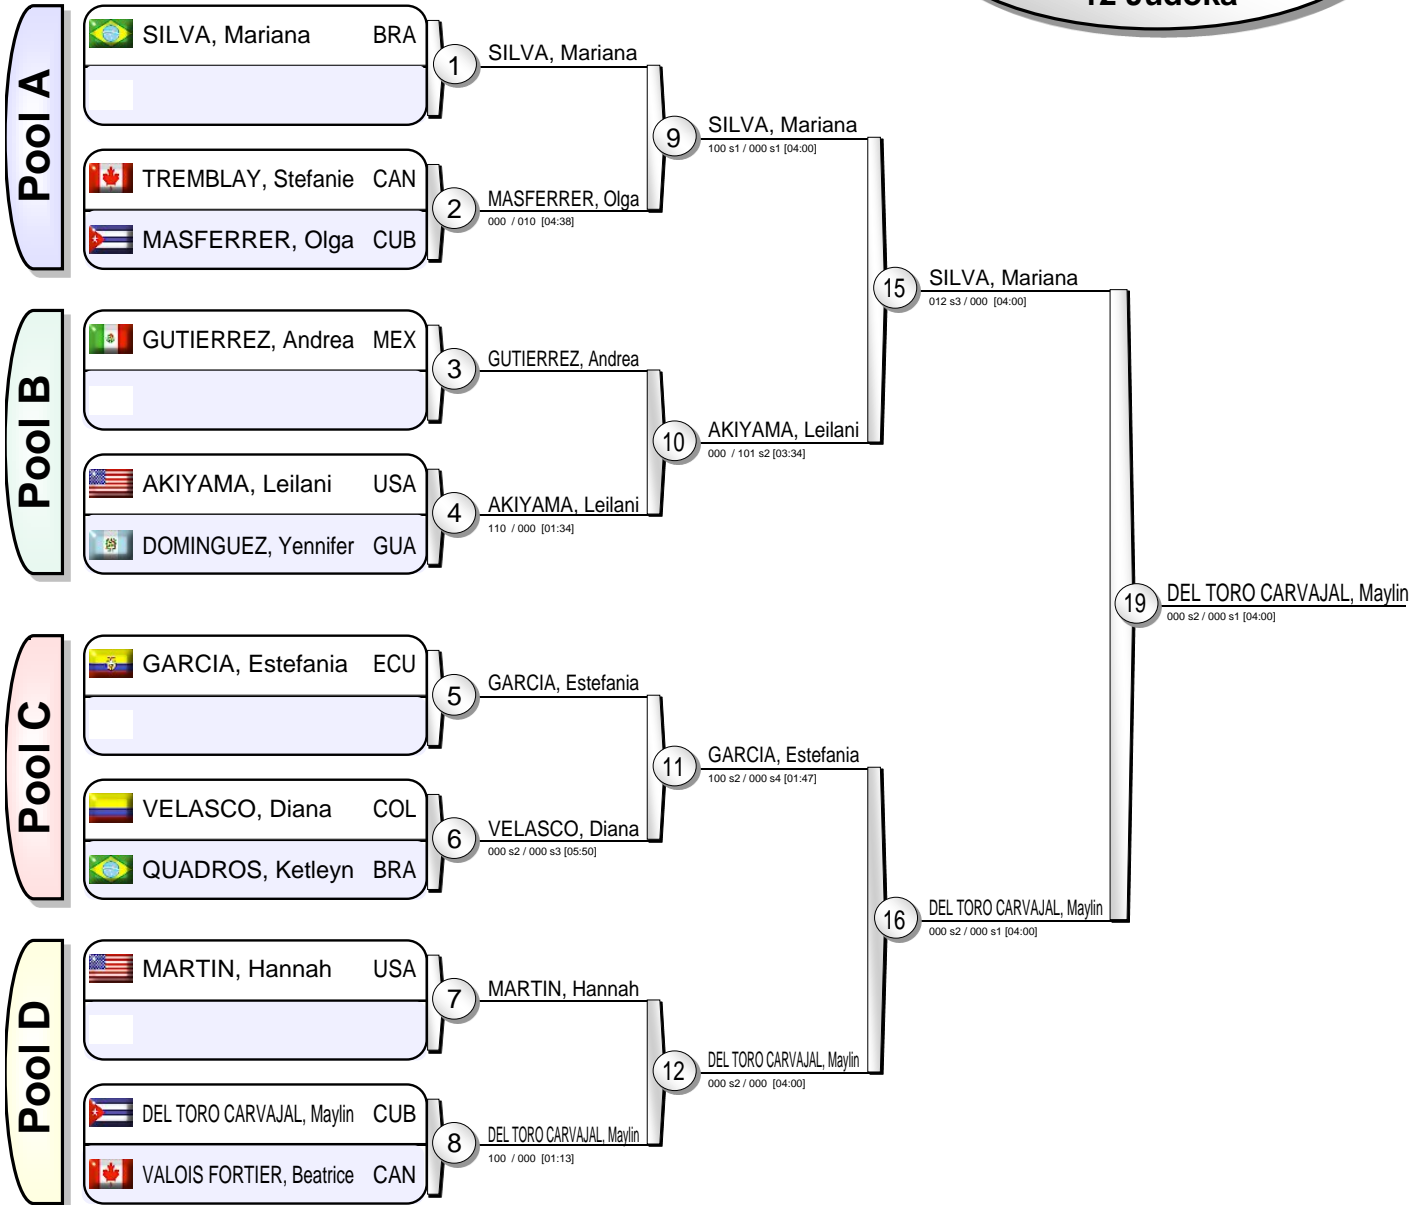 12 Judoka
Pool A
SILVA, Mariana BRA
1
SILVA, Mariana
TREMBLAY, Stefanie CAN
MASFERRER, Olga CUB
2
MASFERRER, Olga
000 / 010 [04:38]
9
SILVA, Mariana
100 s1 / 000 s1 [04:00]
Pool B
GUTIERREZ, Andrea MEX
3
GUTIERREZ, Andrea
AKIYAMA, Leilani USA
DOMINGUEZ, Yennifer GUA
4
AKIYAMA, Leilani
110 / 000 [01:34]
10
AKIYAMA, Leilani
000 / 101 s2 [03:34]
15
SILVA, Mariana
012 s3 / 000 [04:00]
Pool C
GARCIA, Estefania ECU
5
GARCIA, Estefania
VELASCO, Diana COL
QUADROS, Ketleyn BRA
6
VELASCO, Diana
000 s2 / 000 s3 [05:50]
11
GARCIA, Estefania
100 s2 / 000 s4 [01:47]
Pool D
MARTIN, Hannah USA
7
MARTIN, Hannah
DEL TORO CARVAJAL, Maylin CUB
VALOIS FORTIER, Beatrice CAN
8
DEL TORO CARVAJAL, Maylin
100 / 000 [01:13]
12
DEL TORO CARVAJAL, Maylin
000 s2 / 000 [04:00]
16
DEL TORO CARVAJAL, Maylin
000 s2 / 000 s1 [04:00]
19
DEL TORO CARVAJAL, Maylin
000 s2 / 000 s1 [04:00]